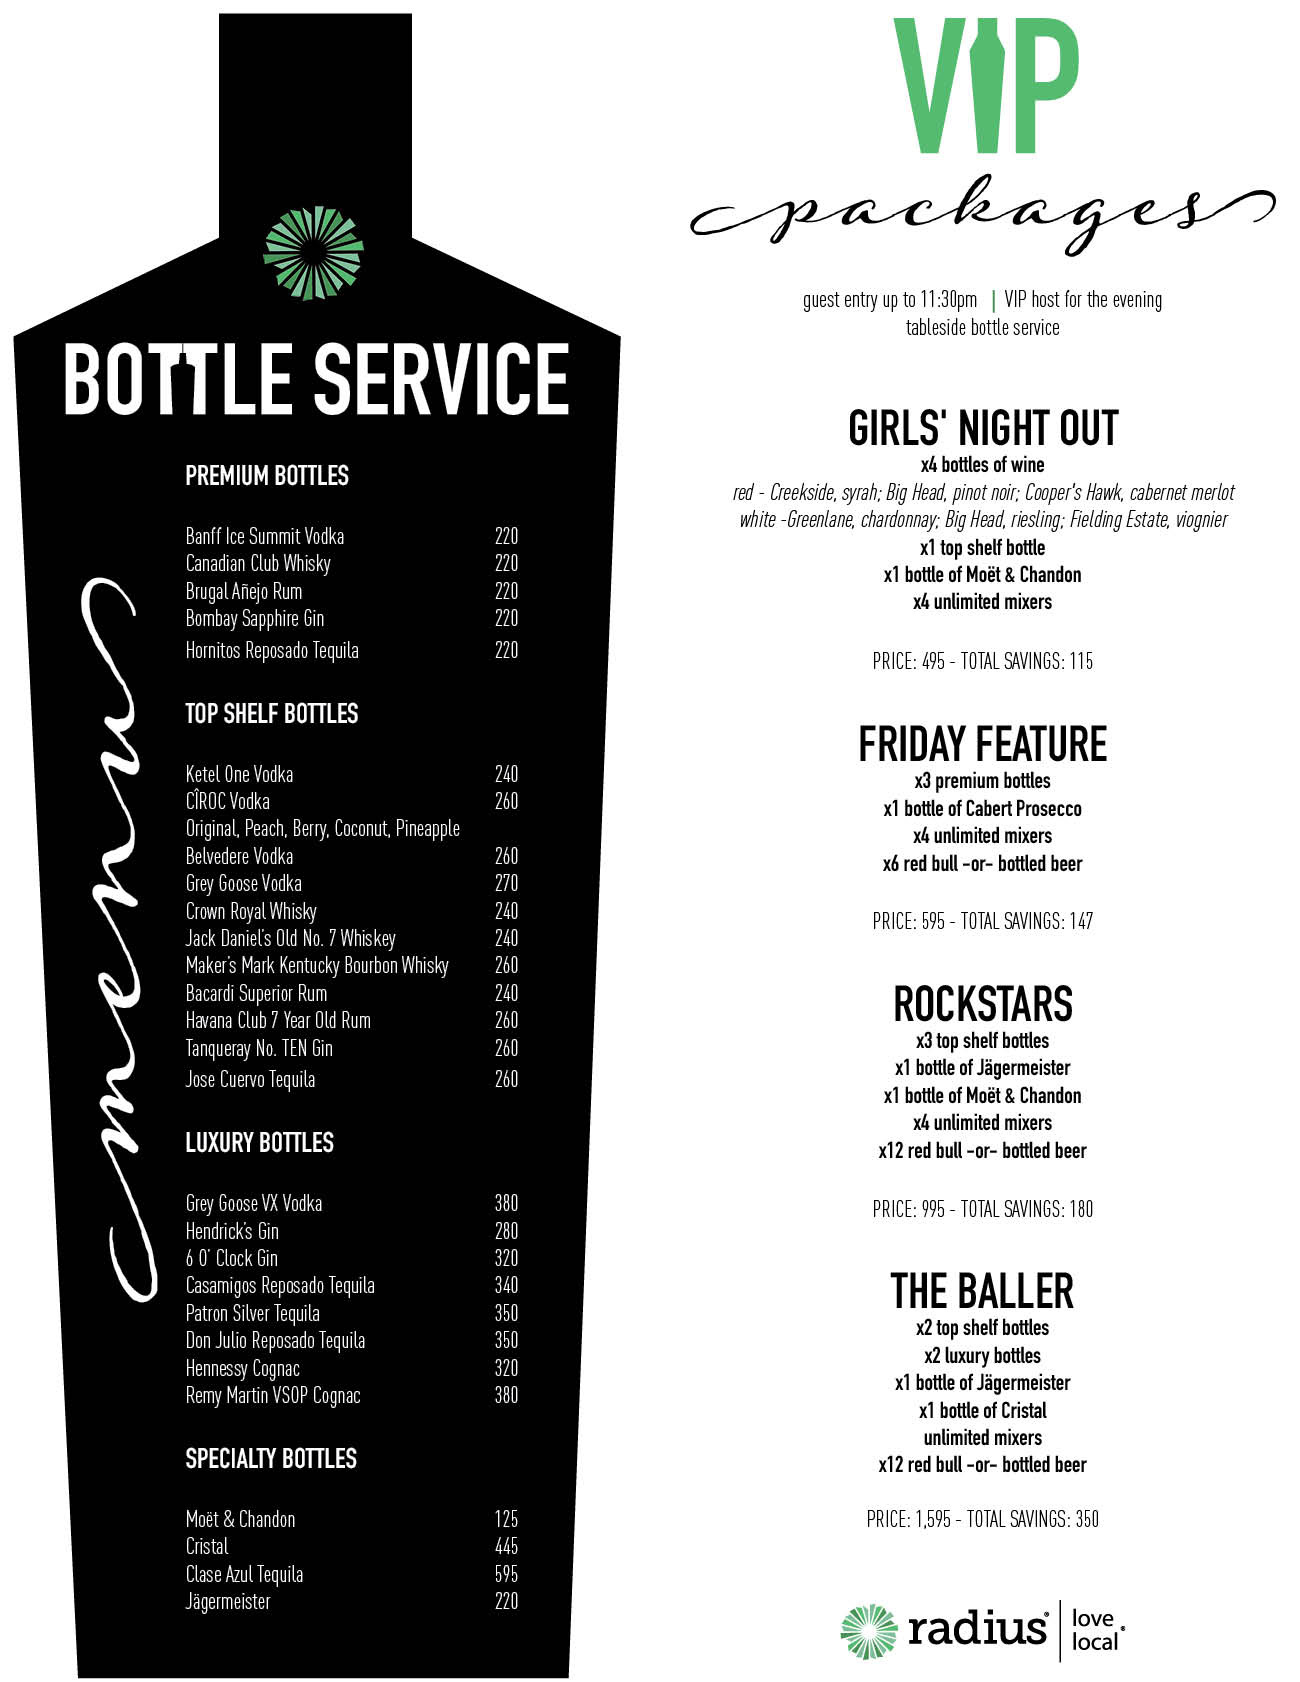 BOTTLE SERVICE
menu
PREMIUM BOTTLES
Banff Ice Summit Vodka 220
Canadian Club Whisky 220
Brugal Añejo Rum 220
Bombay Sapphire Gin 220
Hornitos Reposado Tequila 220
TOP SHELF BOTTLES
Ketel One Vodka 240
CÎROC Vodka 260
Original, Peach, Berry, Coconut, Pineapple
Belvedere Vodka 260
Grey Goose Vodka 270
Crown Royal Whisky 240
Jack Daniel's Old No. 7 Whiskey 240
Maker's Mark Kentucky Bourbon Whisky 260
Bacardi Superior Rum 240
Havana Club 7 Year Old Rum 260
Tanqueray No. TEN Gin 260
Jose Cuervo Tequila 260
LUXURY BOTTLES
Grey Goose VX Vodka 380
Hendrick's Gin 280
6 O' Clock Gin 320
Casamigos Reposado Tequila 340
Patron Silver Tequila 350
Don Julio Reposado Tequila 350
Hennessy Cognac 320
Remy Martin VSOP Cognac 380
SPECIALTY BOTTLES
Moët & Chandon 125
Cristal 445
Clase Azul Tequila 595
Jägermeister 220
VIP
packages
guest entry up to 11:30pm | VIP host for the evening
tableside bottle service
GIRLS' NIGHT OUT
x4 bottles of wine
red - Creekside, syrah; Big Head, pinot noir; Cooper's Hawk, cabernet merlot
white -Greenlane, chardonnay; Big Head, riesling; Fielding Estate, viognier
x1 top shelf bottle
x1 bottle of Moët & Chandon
x4 unlimited mixers
PRICE: 495 - TOTAL SAVINGS: 115
FRIDAY FEATURE
x3 premium bottles
x1 bottle of Cabert Prosecco
x4 unlimited mixers
x6 red bull -or- bottled beer
PRICE: 595 - TOTAL SAVINGS: 147
ROCKSTARS
x3 top shelf bottles
x1 bottle of Jägermeister
x1 bottle of Moët & Chandon
x4 unlimited mixers
x12 red bull -or- bottled beer
PRICE: 995 - TOTAL SAVINGS: 180
THE BALLER
x2 top shelf bottles
x2 luxury bottles
x1 bottle of Jägermeister
x1 bottle of Cristal
unlimited mixers
x12 red bull -or- bottled beer
PRICE: 1,595 - TOTAL SAVINGS: 350
radius® | love
local®